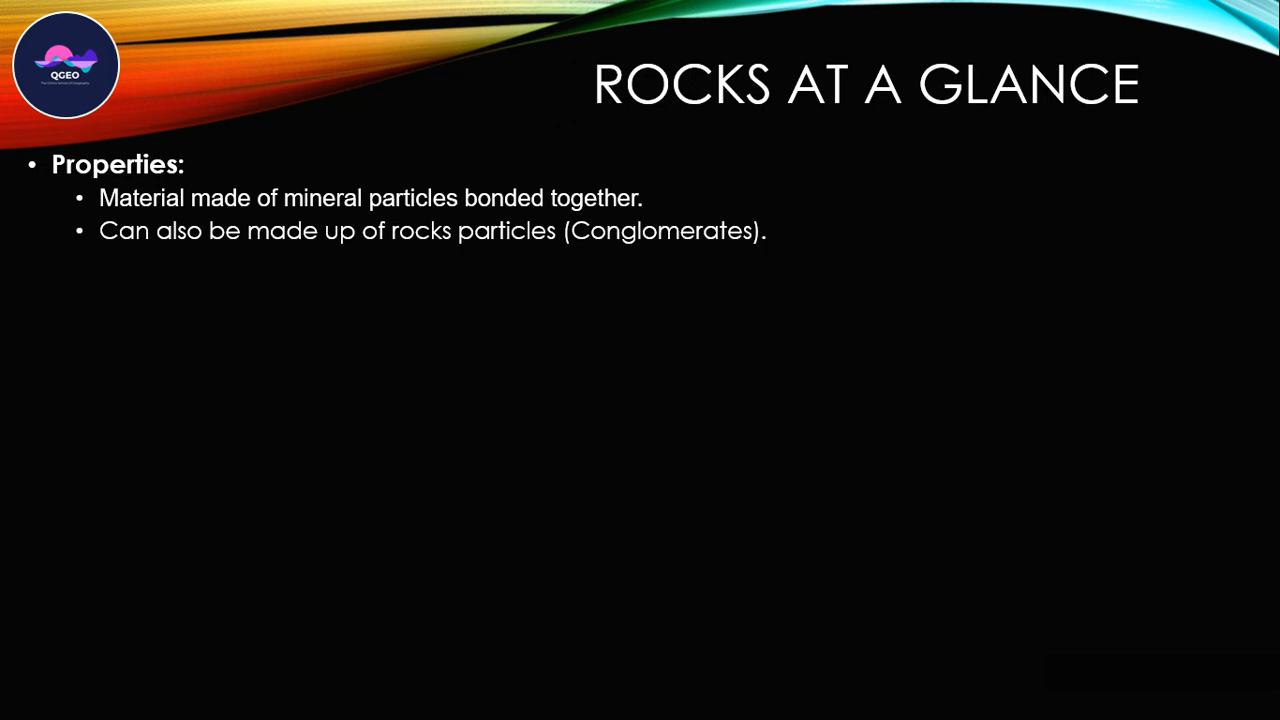 QGEO
ROCKS AT A GLANCE
• Properties:
• Material made of mineral particles bonded together.
• Can also be made up of rocks particles (Conglomerates).